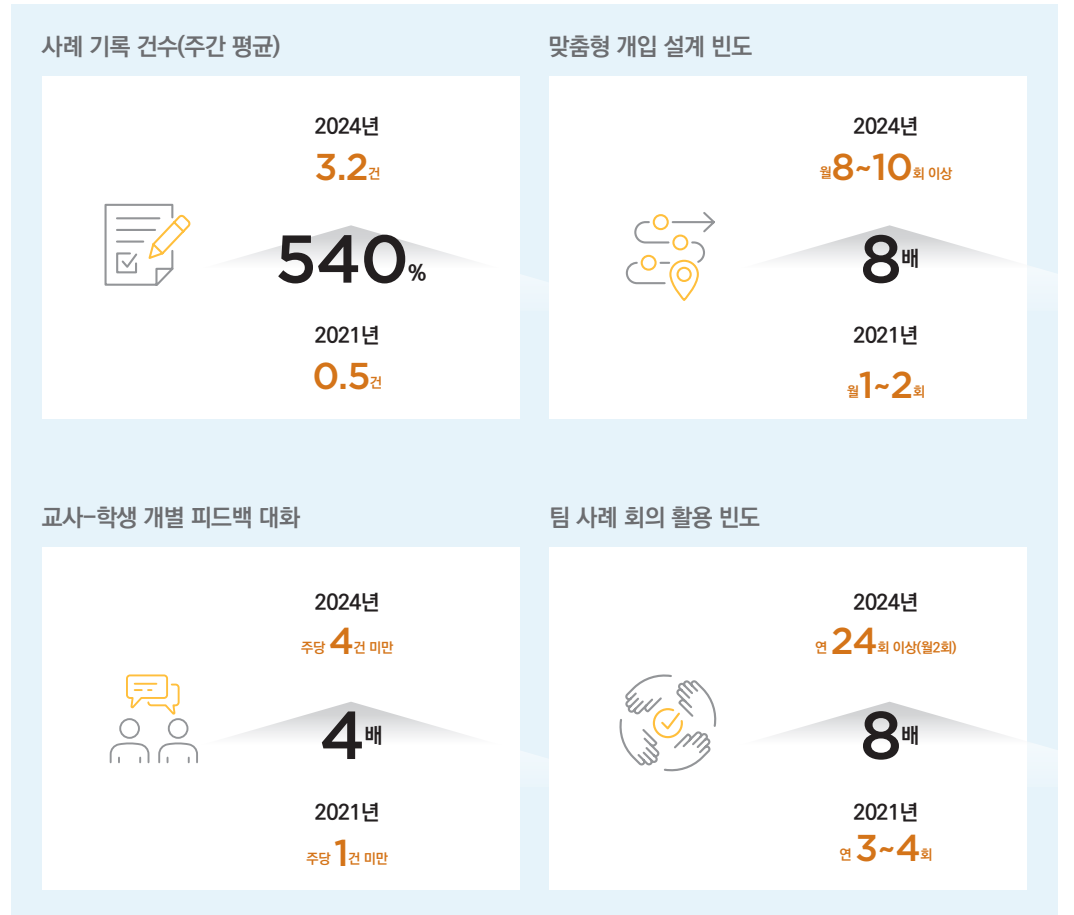 사례 기록 건수(주간 평균)
2024년
3.2건
540%
2021년
0.5건
맞춤형 개입 설계 빈도
2024년
월8~10회 이상
8배
2021년
월1~2회
교사-학생 개별 피드백 대화
2024년
주당 4건 미만
4배
2021년
주당 1건 미만
팀 사례 회의 활용 빈도
2024년
연 24회 이상(월2회)
8배
2021년
연 3~4회